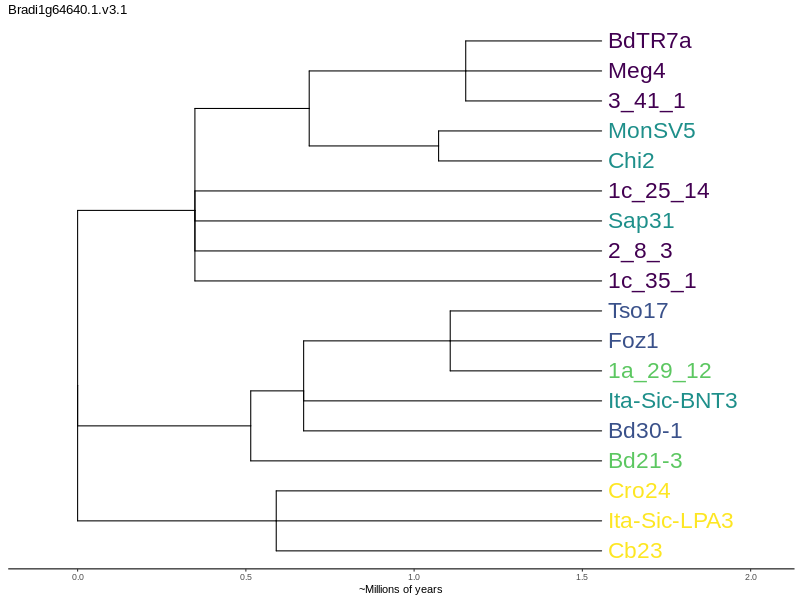 Bradi1g64640.1.v3.1
BdTR7a
Meg4
3_41_1
MonSV5
Chi2
1c_25_14
Sap31
2_8_3
1c_35_1
Tso17
Foz1
1a_29_12
Ita-Sic-BNT3
Bd30-1
Bd21-3
Cro24
Ita-Sic-LPA3
Cb23
0.0 0.5 1.0 1.5 2.0
~Millions of years